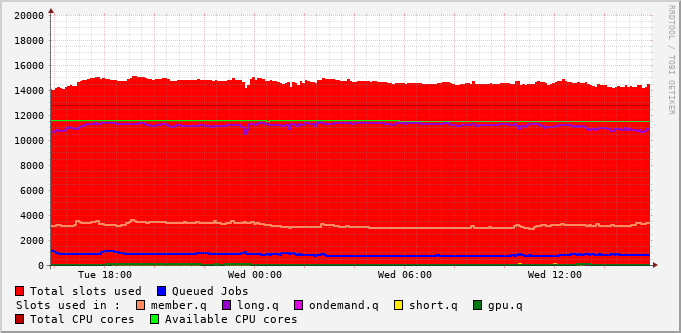 20000
18000
16000
14000
12000
10000
8000
6000
4000
2000
0
Tue 18:00 Wed 00:00 Wed 06:00 Wed 12:00
Total slots used Queued Jobs
Slots used in : member.q long.q ondemand.q short.q gpu.q
Total CPU cores Available CPU cores
RRDTOOL / TOBI OETIKER